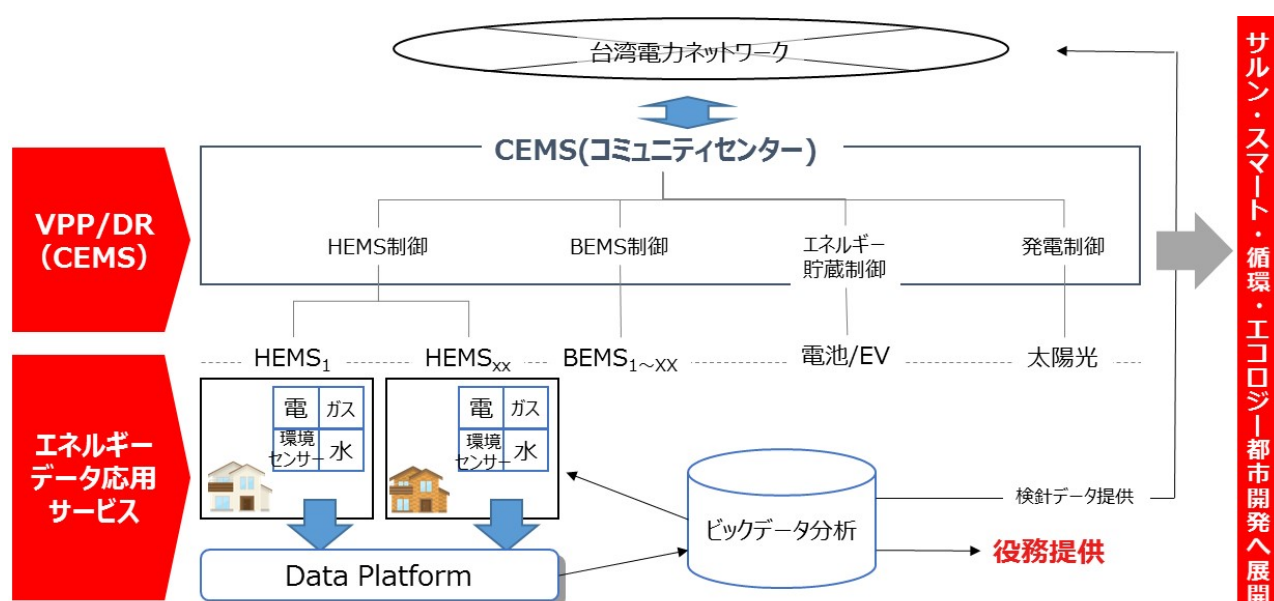 台湾電力ネットワーク
CEMS(コミュニティセンター)
VPP/DR
（CEMS）
HEMS制御
BEMS制御
エネルギー
貯蔵制御
発電制御
HEMS1
HEMSxx
BEMS1～XX
電池/EV
太陽光
エネルギー
データ応用
サービス
電
ガス
環境
センサー
水
電
ガス
環境
センサー
水
Data Platform
ビックデータ分析
検針データ提供
役務提供
サルン・スマート・循環・エコロジー都市開発へ展開